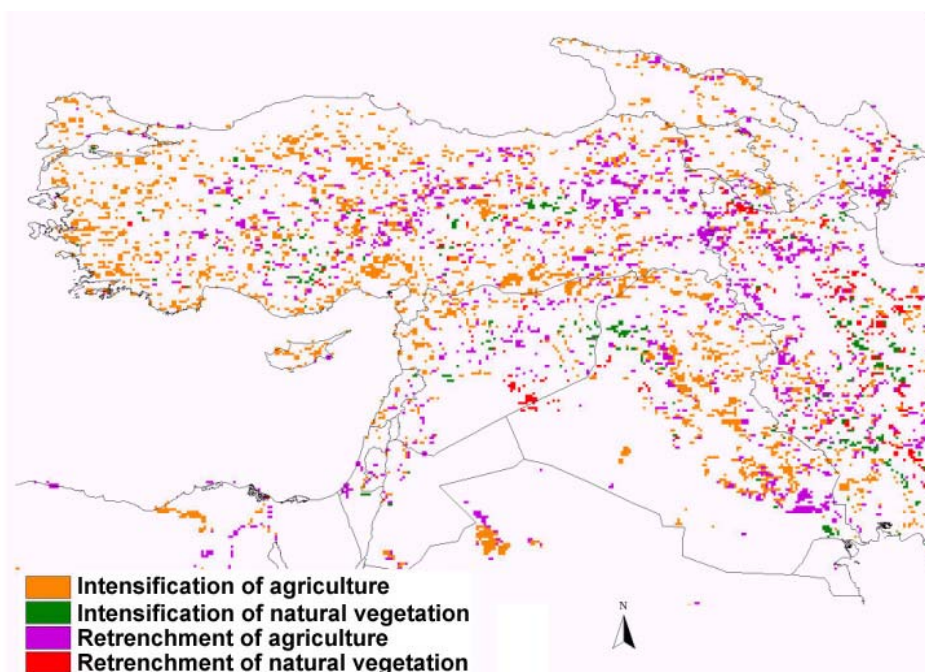 Intensification of agriculture
Intensification of natural vegetation
N
Retrenchment of agriculture
Retrenchment of natural vegetation